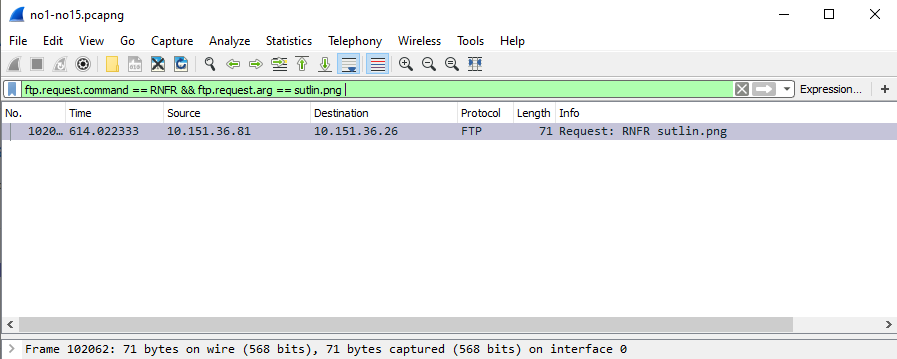 no1-no15.pcapng
File Edit View Go Capture Analyze Statistics Telephony Wireless Tools Help
ftp.request.command == RNFR && ftp.request.arg == sutlin.png
Expression… +
No. Time Source Destination Protocol Length Info
1020… 614.022333 10.151.36.81 10.151.36.26 FTP 71 Request: RNFR sutlin.png
Frame 102062: 71 bytes on wire (568 bits), 71 bytes captured (568 bits) on interface 0